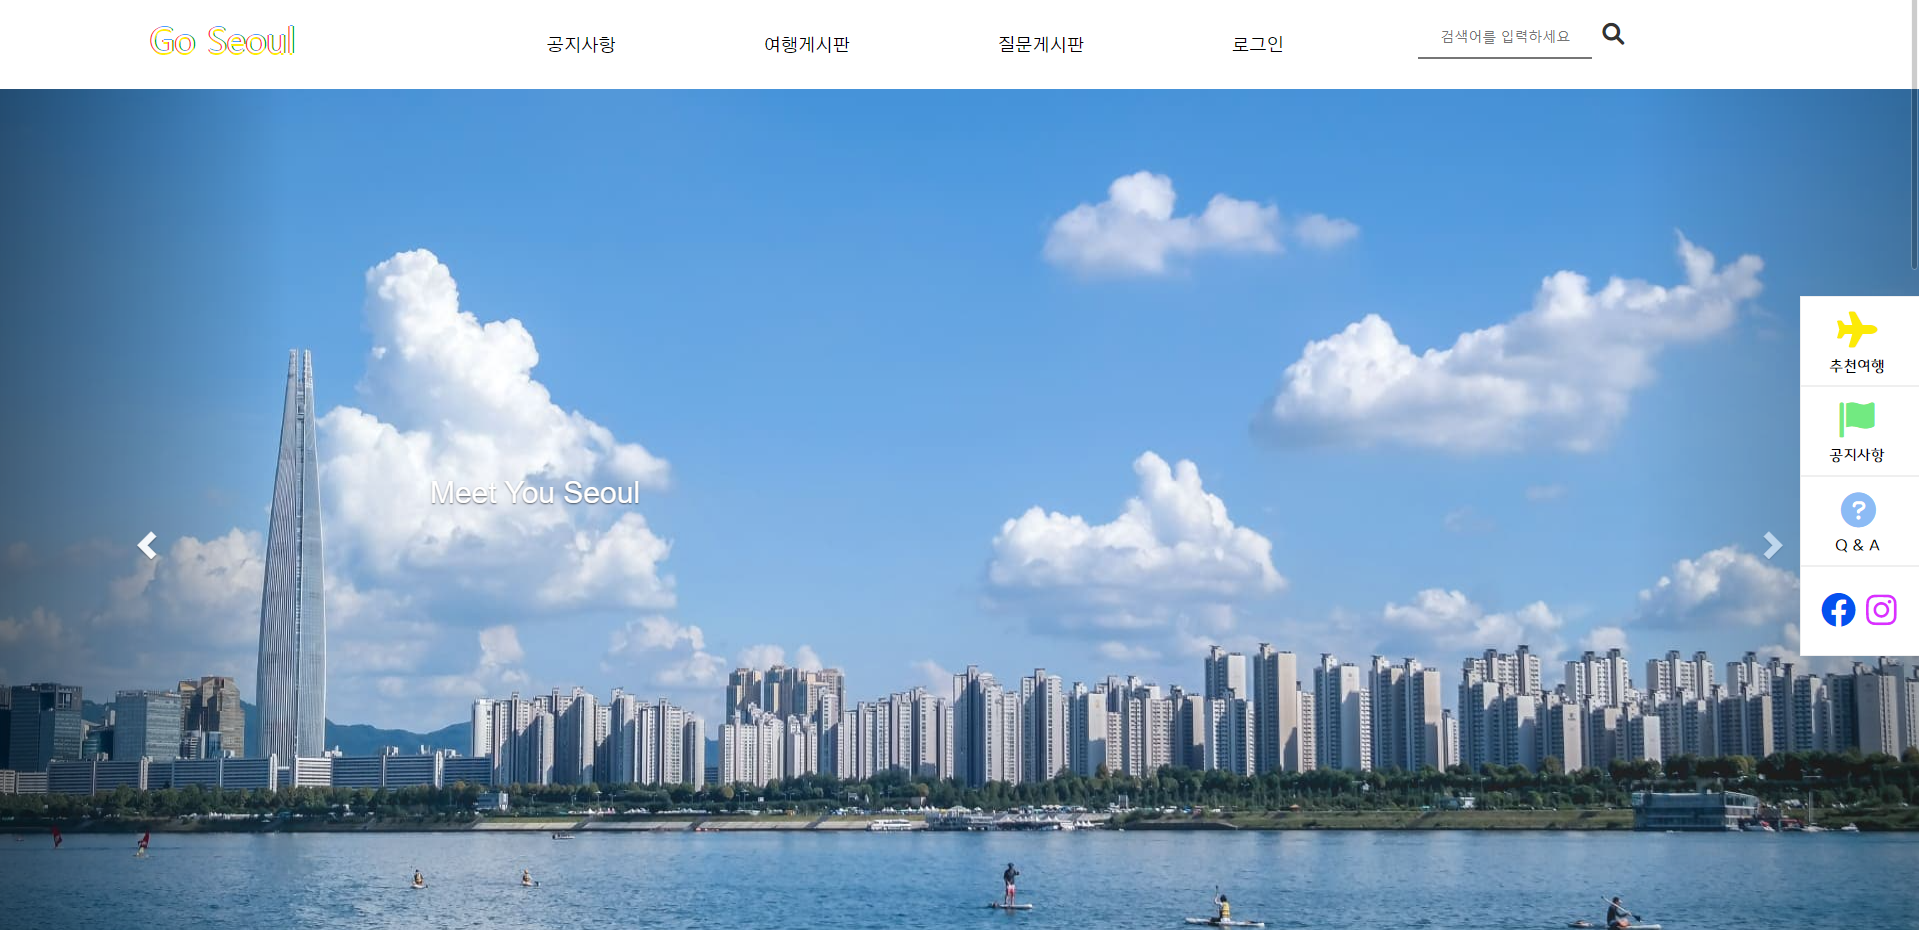 Go Seoul
공지사항
여행게시판
질문게시판
로그인
검색어를 입력하세요
Meet You Seoul
추천여행
공지사항
Q & A